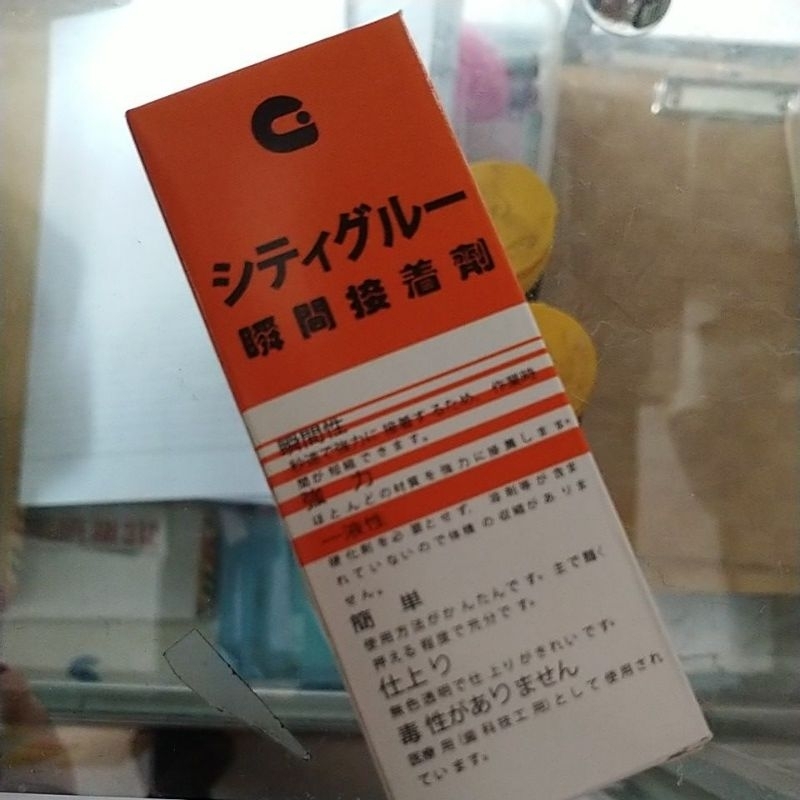 シティグルー
瞬間接着劑
瞬間性
秒速で強力に接着するため、作業時
間が短縮できます。
強 力
ほとんどの材質を強力に接着します。
一液性
硬化劑を必要とせず、溶剤等が含ま
れていないので体積の収縮がありま
せん。
簡 単
使用方法がかんたんです。主で軽く
押える程度で充分です。
仕上り
無色透明で仕上りがきれいです。
毒性がありません
医療用(歯科技工用)として使用され
ています。